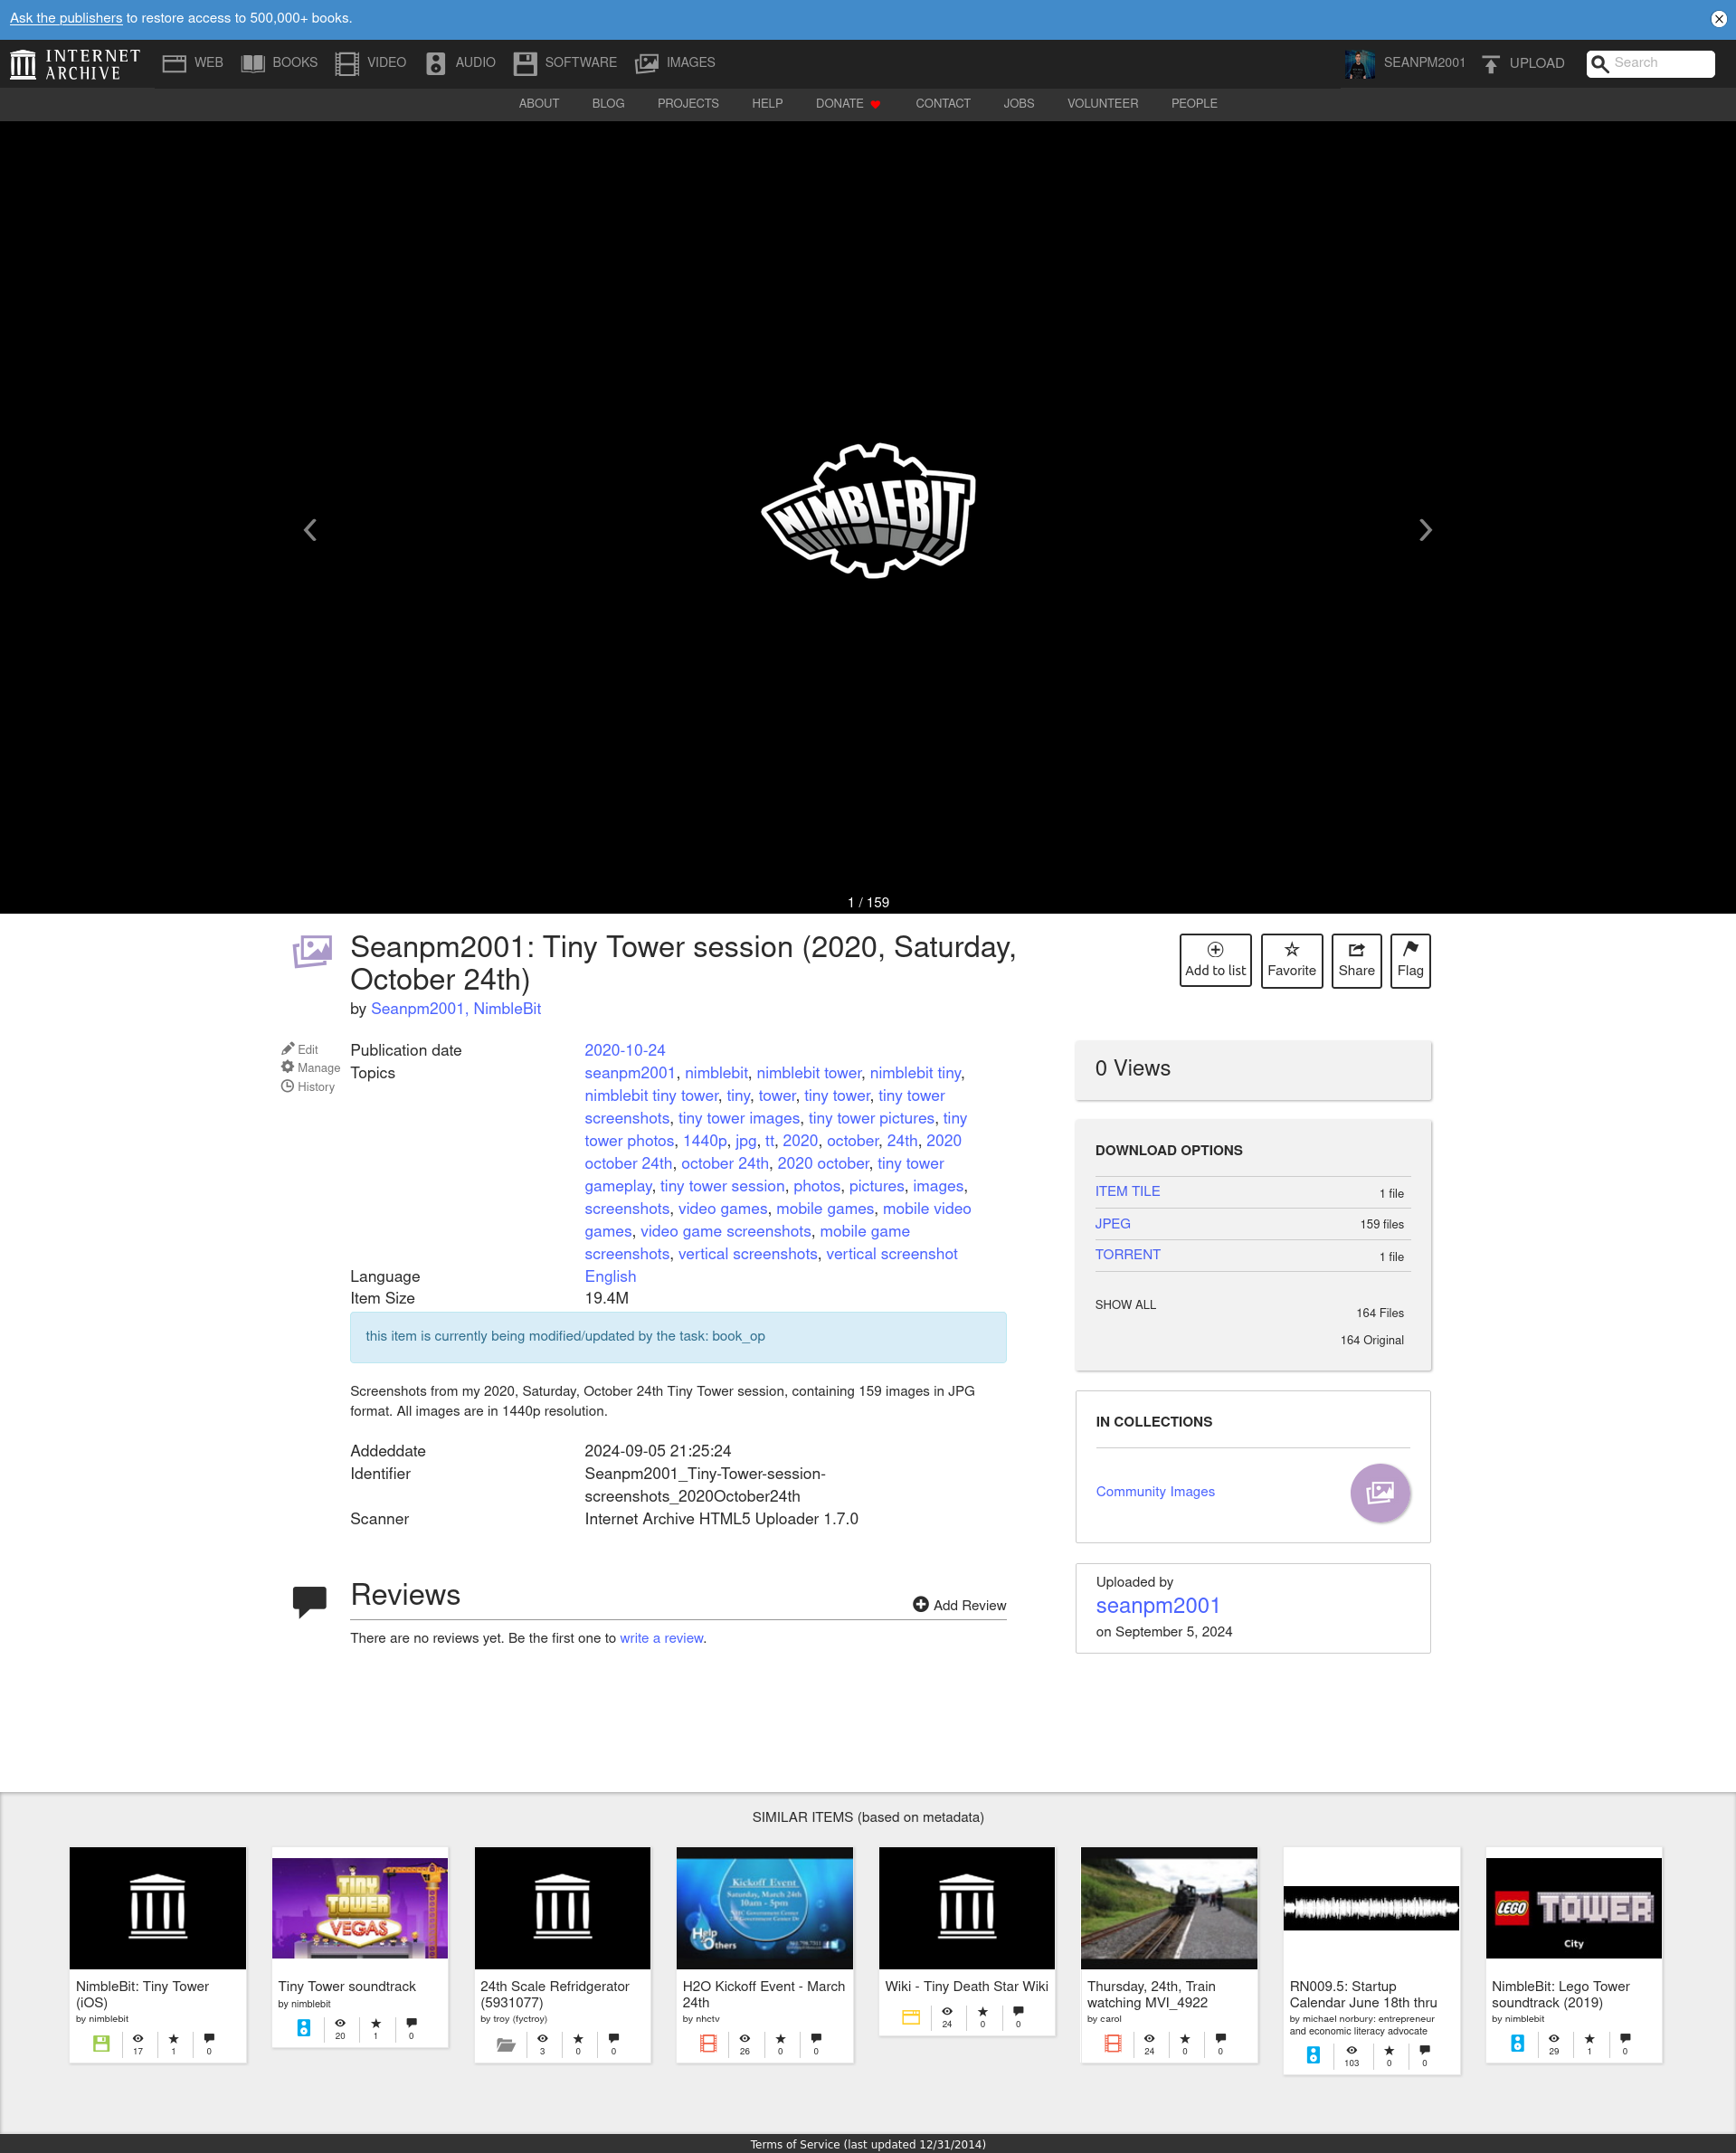 Ask the publishers to restore access to 500,000+ books.
INTERNET ARCHIVE
WEB BOOKS VIDEO AUDIO SOFTWARE IMAGES
SEANPM2001 UPLOAD Search
ABOUT BLOG PROJECTS HELP DONATE CONTACT JOBS VOLUNTEER PEOPLE
NIMBLEBIT
1 / 159
Seanpm2001: Tiny Tower session (2020, Saturday,
October 24th)
by Seanpm2001, NimbleBit
Add to list Favorite Share Flag
Edit
Manage
History
Publication date 2020-10-24
Topics seanpm2001, nimblebit, nimblebit tower, nimblebit tiny,
nimblebit tiny tower, tiny, tower, tiny tower, tiny tower
screenshots, tiny tower images, tiny tower pictures, tiny
tower photos, 1440p, jpg, tt, 2020, october, 24th, 2020
october 24th, october 24th, 2020 october, tiny tower
gameplay, tiny tower session, photos, pictures, images,
screenshots, video games, mobile games, mobile video
games, video game screenshots, mobile game
screenshots, vertical screenshots, vertical screenshot
Language English
Item Size 19.4M
this item is currently being modified/updated by the task: book_op
Screenshots from my 2020, Saturday, October 24th Tiny Tower session, containing 159 images in JPG
format. All images are in 1440p resolution.
Addeddate 2024-09-05 21:25:24
Identifier Seanpm2001_Tiny-Tower-session-
screenshots_2020October24th
Scanner Internet Archive HTML5 Uploader 1.7.0
Reviews
Add Review
There are no reviews yet. Be the first one to write a review.
0 Views
DOWNLOAD OPTIONS
ITEM TILE 1 file
JPEG 159 files
TORRENT 1 file
SHOW ALL 164 Files
164 Original
IN COLLECTIONS
Community Images
Uploaded by
seanpm2001
on September 5, 2024
SIMILAR ITEMS (based on metadata)
NimbleBit: Tiny Tower
(iOS)
by nimblebit
17 1 0
TINY
TOWER
VEGAS
Tiny Tower soundtrack
by nimblebit
20 1 0
24th Scale Refridgerator
(5931077)
by troy (fyctroy)
3 0 0
Kickoff Event
Saturday, March 24th
10am - 5pm
Help
Others
H2O Kickoff Event - March
24th
by nhctv
26 0 0
Wiki - Tiny Death Star Wiki
24 0 0
Thursday, 24th, Train
watching MVI_4922
by carol
24 0 0
RN009.5: Startup
Calendar June 18th thru
by michael norbury: entrepreneur
and economic literacy advocate
103 0 0
LEGO TOWER
City
NimbleBit: Lego Tower
soundtrack (2019)
by nimblebit
29 1 0
Terms of Service (last updated 12/31/2014)